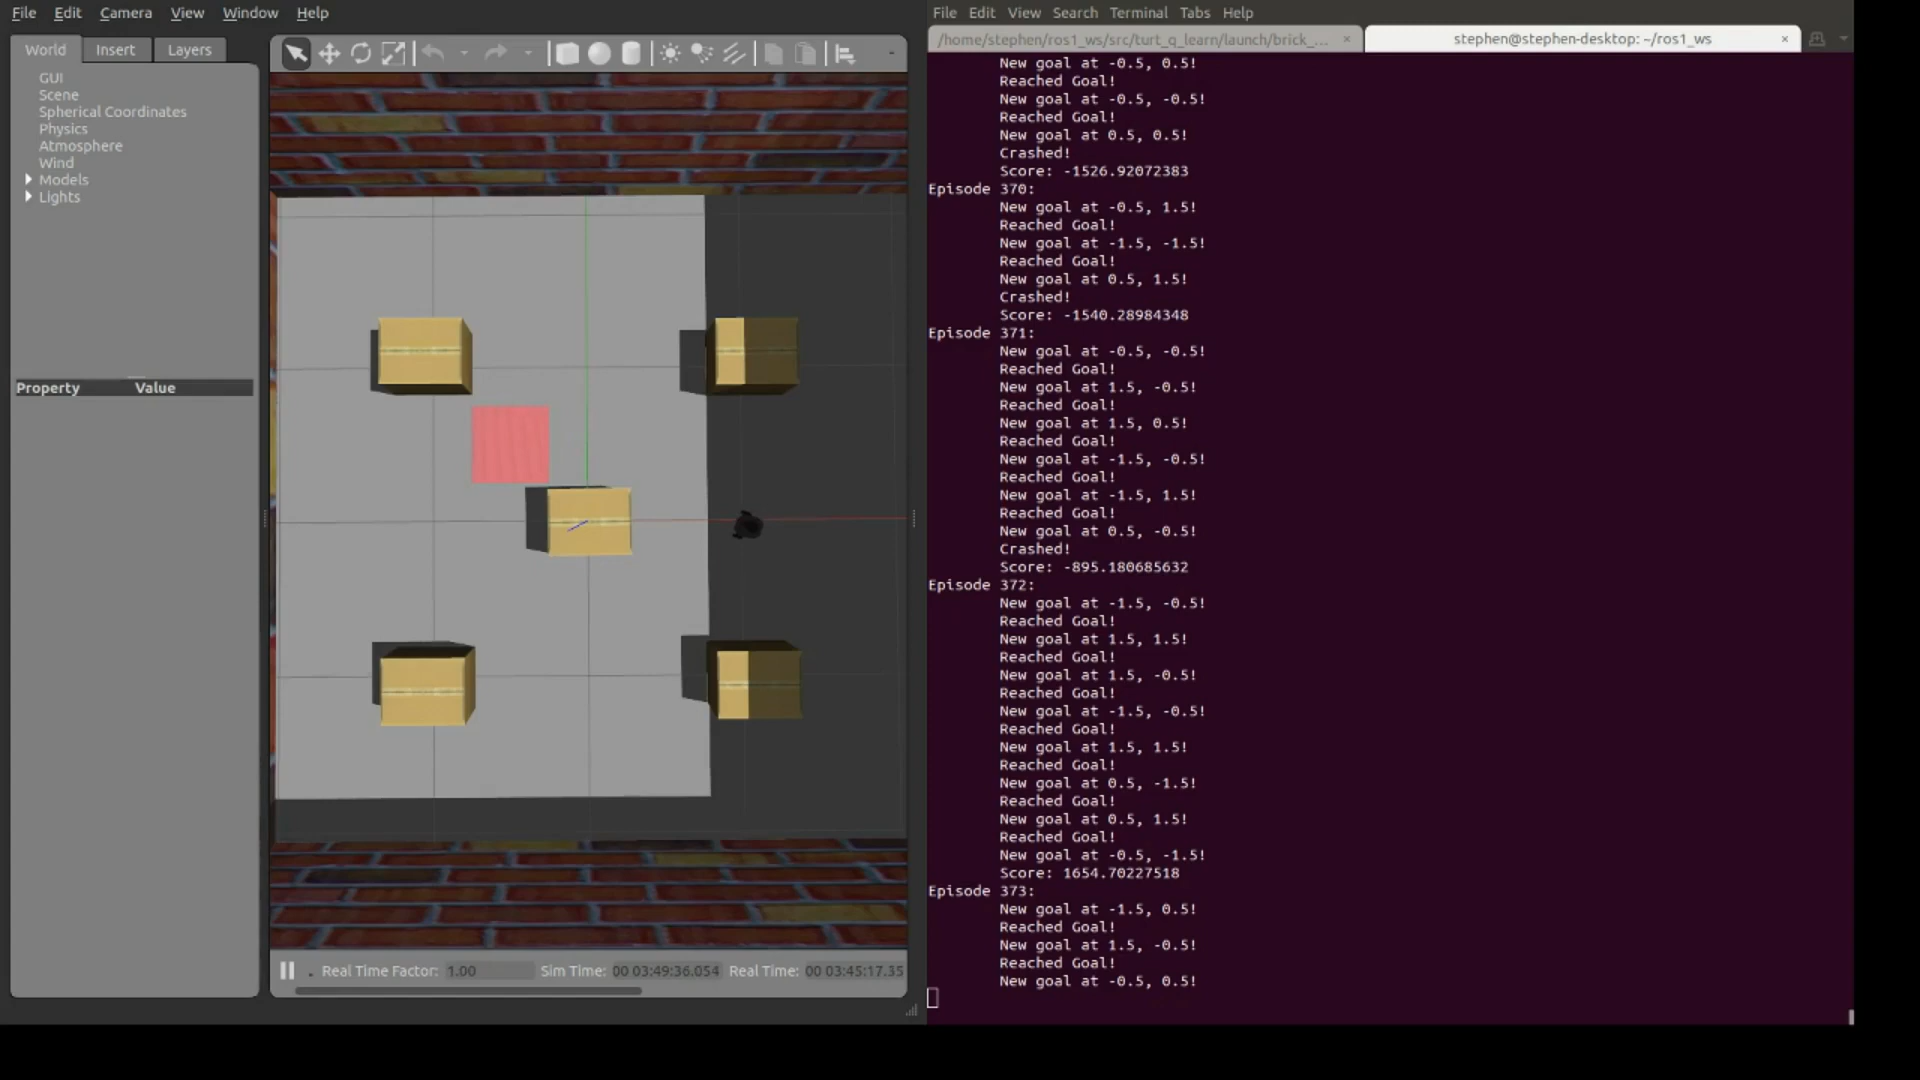 File Edit Camera View Window Help
World Insert Layers
GUI
Scene
Spherical Coordinates
Physics
Atmosphere
Wind
Models
Lights
Property Value
Real Time Factor: 1.00 Sim Time: 00 03:49:36.054 Real Time: 00 03:45:17.35
File Edit View Search Terminal Tabs Help
/home/stephen/ros1_ws/src/turt_q_learn/launch/brick_... × stephen@stephen-desktop: ~/ros1_ws ×
New goal at -0.5, 0.5!
Reached Goal!
New goal at -0.5, -0.5!
Reached Goal!
New goal at 0.5, 0.5!
Crashed!
Score: -1526.92072383
Episode 370:
New goal at -0.5, 1.5!
Reached Goal!
New goal at -1.5, -1.5!
Reached Goal!
New goal at 0.5, 1.5!
Crashed!
Score: -1540.28984348
Episode 371:
New goal at -0.5, -0.5!
Reached Goal!
New goal at 1.5, -0.5!
Reached Goal!
New goal at 1.5, 0.5!
Reached Goal!
New goal at -1.5, -0.5!
Reached Goal!
New goal at -1.5, 1.5!
Reached Goal!
New goal at 0.5, -0.5!
Crashed!
Score: -895.180685632
Episode 372:
New goal at -1.5, -0.5!
Reached Goal!
New goal at 1.5, 1.5!
Reached Goal!
New goal at 1.5, -0.5!
Reached Goal!
New goal at -1.5, -0.5!
Reached Goal!
New goal at 1.5, 1.5!
Reached Goal!
New goal at 0.5, -1.5!
Reached Goal!
New goal at 0.5, 1.5!
Reached Goal!
New goal at -0.5, -1.5!
Score: 1654.70227518
Episode 373:
New goal at -1.5, 0.5!
Reached Goal!
New goal at 1.5, -0.5!
Reached Goal!
New goal at -0.5, 0.5!